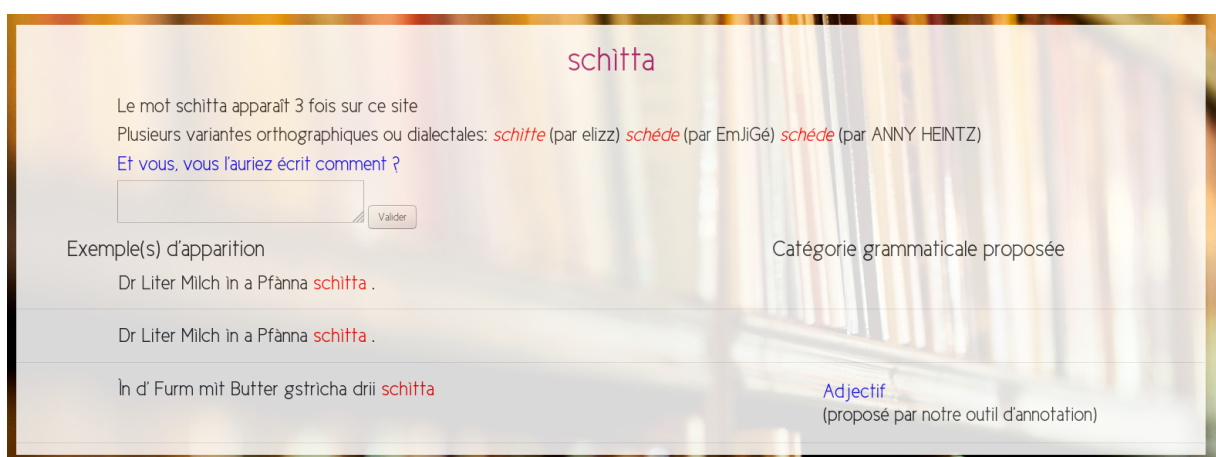 schìtta
Le mot schìtta apparaît 3 fois sur ce site
Plusieurs variantes orthographiques ou dialectales: schìtte (par elizz) schéde (par EmJiGé) schéde (par ANNY HEINTZ)
Et vous, vous l'auriez écrit comment ?
Valider
Exemple(s) d'apparition Catégorie grammaticale proposée
Dr Liter Mìlch ìn a Pfànna schìtta .
Dr Liter Mìlch ìn a Pfànna schìtta .
Ìn d' Furm mìt Butter gstrìcha drii schìtta
Adjectif
(proposé par notre outil d'annotation)